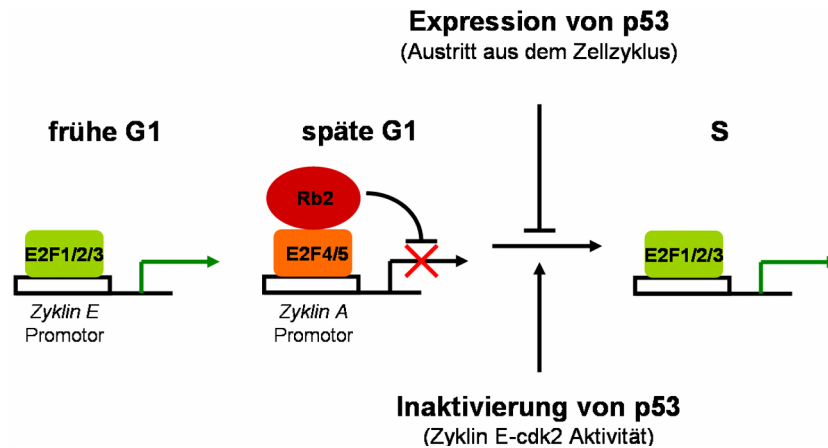 Expression von p53
(Austritt aus dem Zellzyklus)
frühe G1
späte G1
S
Rb2
E2F1/2/3
E2F4/5
E2F1/2/3
Zyklin E
Promotor
Zyklin A
Promotor
Inaktivierung von p53
(Zyklin E-cdk2 Aktivität)